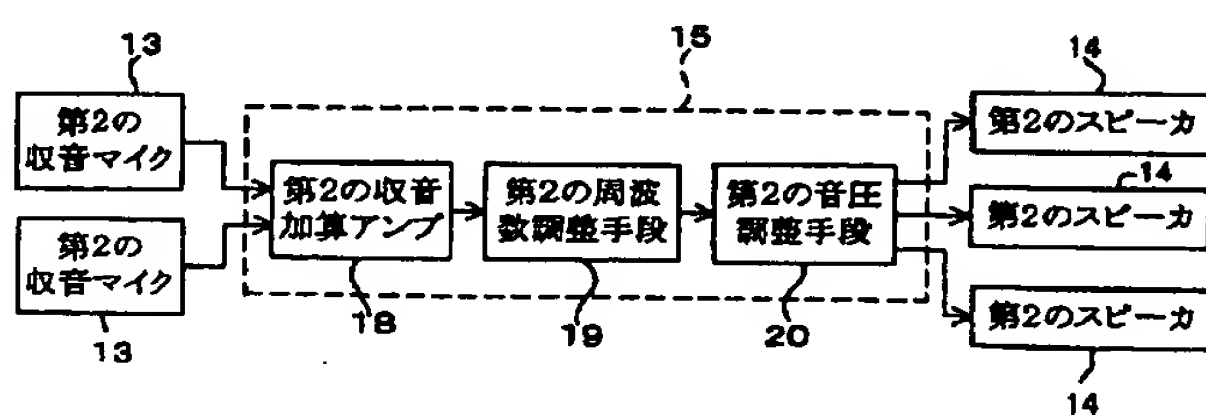 13
15
14
第2の
収音マイク
第2のスピーカ
14
第2の収音
加算アンプ
第2の周波
数調整手段
第2の音圧
調整手段
第2のスピーカ
第2の
収音マイク
18
19
20
第2のスピーカ
13
14